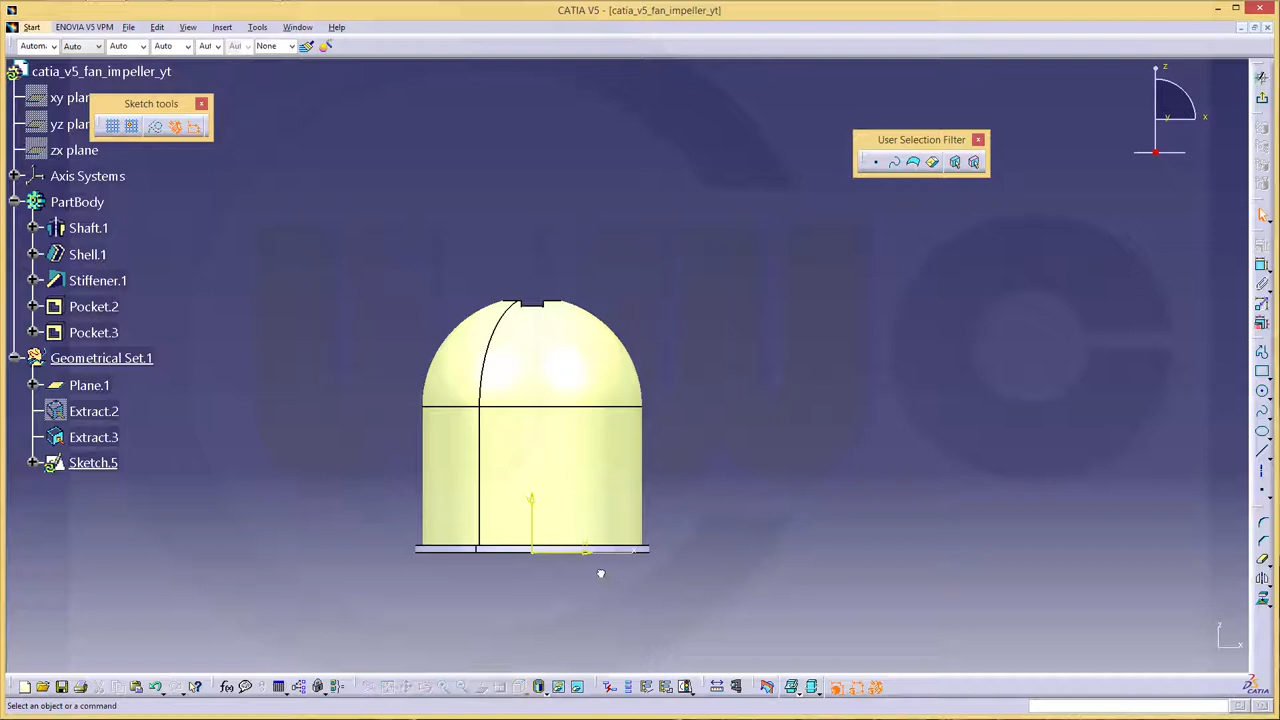 CATIA V5 - [catia_v5_fan_impeller_yt]
Start ENOVIA V5 VPM File Edit View Insert Tools Window Help
Autom. Auto Auto Auto Aut Aut None
catia_v5_fan_impeller_yt
xy plan
Sketch tools
yz plan
zx plane
Axis Systems
PartBody
Shaft.1
Shell.1
Stiffener.1
Pocket.2
Pocket.3
Geometrical Set.1
Plane.1
Extract.2
Extract.3
Sketch.5
User Selection Filter
z
y x
z
x
Select an object or a command